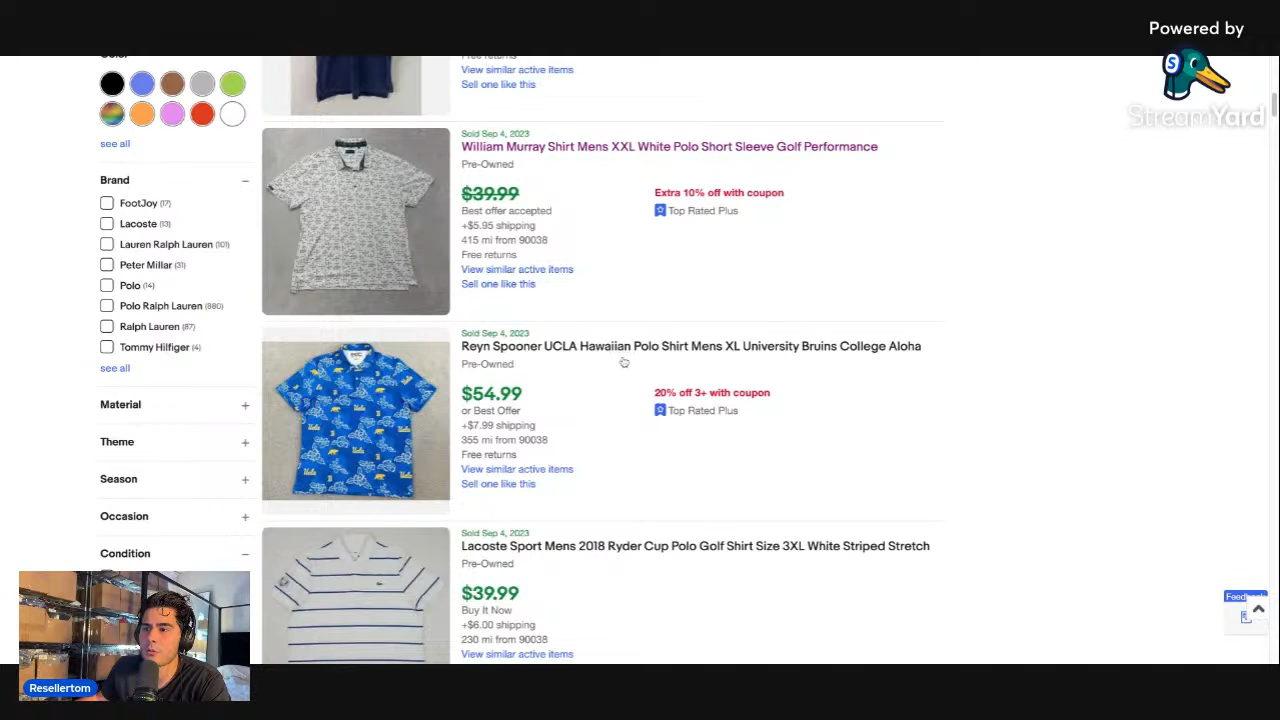 Powered by
StreamYard
Color
see all
Brand
FootJoy (17)
Lacoste (13)
Lauren Ralph Lauren (101)
Peter Millar (31)
Polo (14)
Polo Ralph Lauren (880)
Ralph Lauren (87)
Tommy Hilfiger (4)
see all
Material
Theme
Season
Occasion
Condition
Free returns
View similar active items
Sell one like this
Sold Sep 4, 2023
William Murray Shirt Mens XXL White Polo Short Sleeve Golf Performance
Pre-Owned
$39.99
Extra 10% off with coupon
Best offer accepted
Top Rated Plus
+$5.95 shipping
415 mi from 90038
Free returns
View similar active items
Sell one like this
Sold Sep 4, 2023
Reyn Spooner UCLA Hawaiian Polo Shirt Mens XL University Bruins College Aloha
Pre-Owned
$54.99
20% off 3+ with coupon
or Best Offer
Top Rated Plus
+$7.99 shipping
355 mi from 90038
Free returns
View similar active items
Sell one like this
Sold Sep 4, 2023
Lacoste Sport Mens 2018 Ryder Cup Polo Golf Shirt Size 3XL White Striped Stretch
Pre-Owned
$39.99
Buy It Now
+$6.00 shipping
230 mi from 90038
View similar active items
Feedback
Resellertom